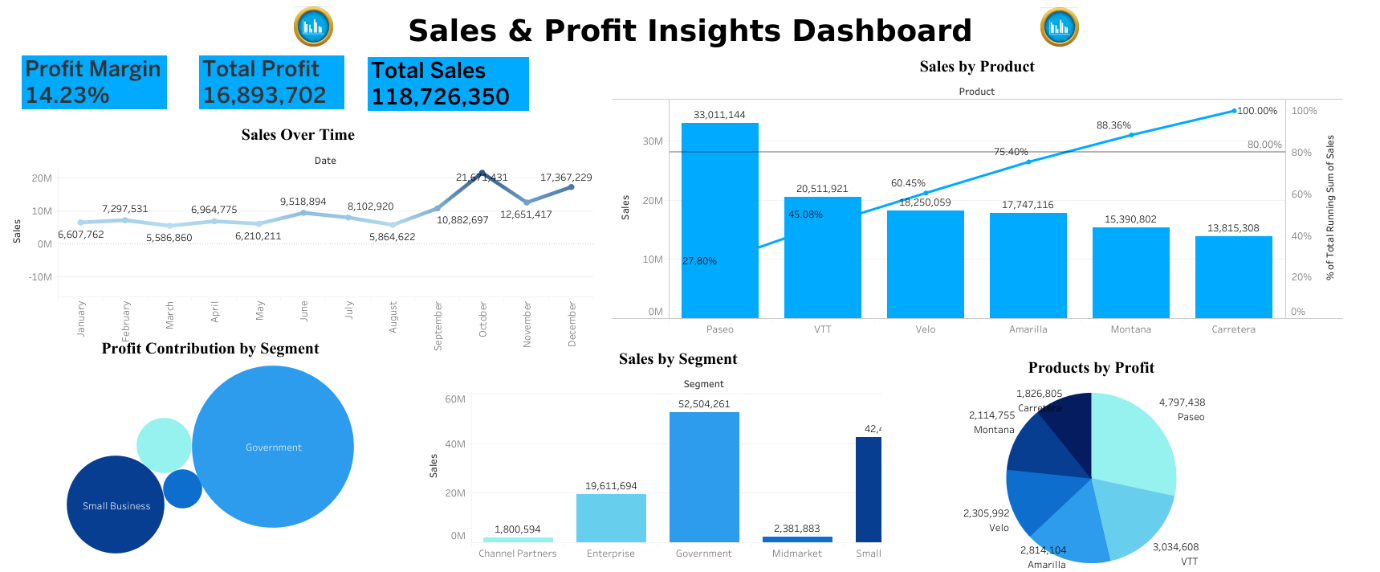 Sales & Profit Insights Dashboard
Profit Margin
14.23%
Total Profit
16,893,702
Total Sales
118,726,350
Sales Over Time
Date
Sales
20M
10M
0M
-10M
6,607,762
7,297,531
5,586,860
6,964,775
6,210,211
9,518,894
8,102,920
5,864,622
10,882,697
21,671,431
12,651,417
17,367,229
January
February
March
April
May
June
July
August
September
October
November
December
Sales by Product
Product
Sales
30M
20M
10M
0M
33,011,144
20,511,921
18,250,059
17,747,116
15,390,802
13,815,308
27.80%
45.08%
60.45%
75.40%
88.36%
100.00%
80.00%
100%
80%
60%
40%
20%
0%
% of Total Running Sum of Sales
Paseo
VTT
Velo
Amarilla
Montana
Carretera
Profit Contribution by Segment
Government
Small Business
Sales by Segment
Segment
Sales
60M
40M
20M
0M
1,800,594
19,611,694
52,504,261
2,381,883
42,4
Channel Partners
Enterprise
Government
Midmarket
Small
Products by Profit
4,797,438
Paseo
3,034,608
VTT
2,814,104
Amarilla
2,305,992
Velo
2,114,755
Montana
1,826,805
Carretera